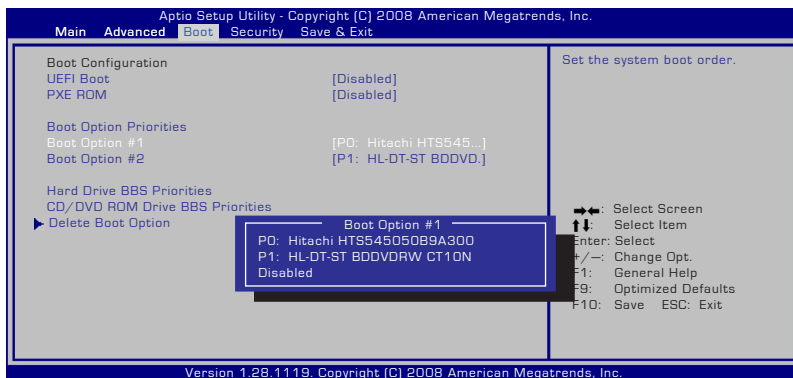 Aptio Setup Utility - Copyright (C) 2008 American Megatrends, Inc.
Main Advanced Boot Security Save & Exit
Boot Configuration
UEFI Boot [Disabled]
PXE ROM [Disabled]
Boot Option Priorities
Boot Option #1 [P0: Hitachi HTS545...]
Boot Option #2 [P1: HL-DT-ST BDDVD.]
Hard Drive BBS Priorities
CD/DVD ROM Drive BBS Priorities
Delete Boot Option
Boot Option #1
P0: Hitachi HTS545050B9A300
P1: HL-DT-ST BDDVDRW CT10N
Disabled
Set the system boot order.
→←: Select Screen
↑↓: Select Item
Enter: Select
+/—: Change Opt.
F1: General Help
F9: Optimized Defaults
F10: Save ESC: Exit
Version 1.28.1119. Copyright (C) 2008 American Megatrends, Inc.